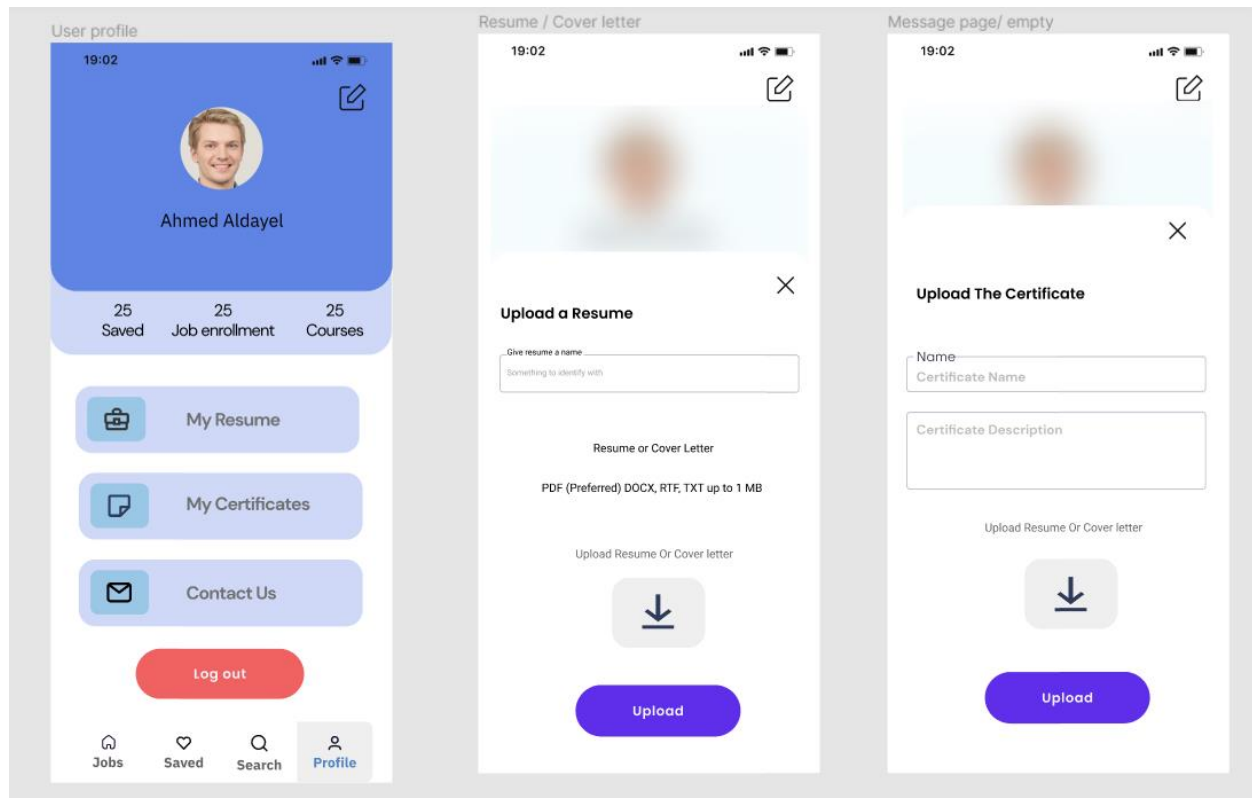 User profile
19:02
Ahmed Aldayel
25 25 25
Saved Job enrollment Courses
My Resume
My Certificates
Contact Us
Log out
Jobs Saved Search Profile
Resume / Cover letter
19:02
Upload a Resume
Give resume a name
Something to identify with
Resume or Cover Letter
PDF (Preferred) DOCX, RTF, TXT up to 1 MB
Upload Resume Or Cover letter
Upload
Message page/ empty
19:02
Upload The Certificate
Name
Certificate Name
Certificate Description
Upload Resume Or Cover letter
Upload